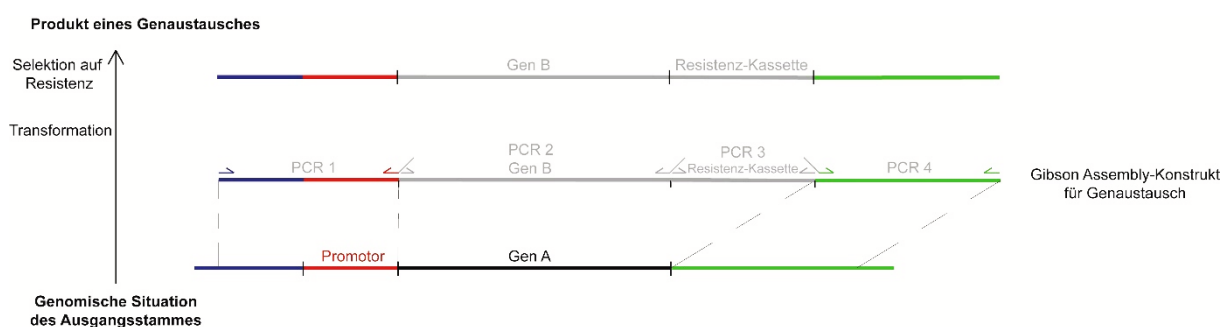 Produkt eines Genaustausches
Selektion auf
Resistenz
Gen B
Resistenz-Kassette
Transformation
PCR 1
PCR 2
Gen B
PCR 3
Resistenz-Kassette
PCR 4
Gibson Assembly-Konstrukt
für Genaustausch
Promotor
Gen A
Genomische Situation
des Ausgangsstammes